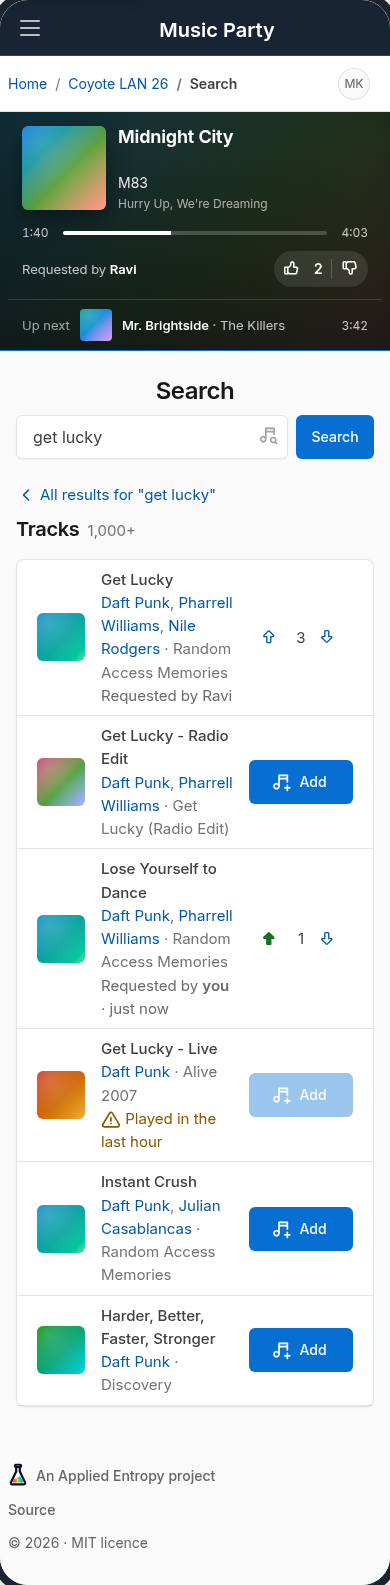 Music Party
Home / Coyote LAN 26 / Search
MK
Midnight City
M83
Hurry Up, We're Dreaming
1:40 4:03
Requested by Ravi
2
Up next Mr. Brightside · The Killers 3:42
Search
get lucky
Search
All results for "get lucky"
Tracks 1,000+
Get Lucky
Daft Punk, Pharrell
Williams, Nile
Rodgers · Random
Access Memories
Requested by Ravi
3
Get Lucky - Radio
Edit
Daft Punk, Pharrell
Williams · Get
Lucky (Radio Edit)
Add
Lose Yourself to
Dance
Daft Punk, Pharrell
Williams · Random
Access Memories
Requested by you
· just now
1
Get Lucky - Live
Daft Punk · Alive
2007
Played in the
last hour
Add
Instant Crush
Daft Punk, Julian
Casablancas ·
Random Access
Memories
Add
Harder, Better,
Faster, Stronger
Daft Punk ·
Discovery
Add
An Applied Entropy project
Source
© 2026 · MIT licence